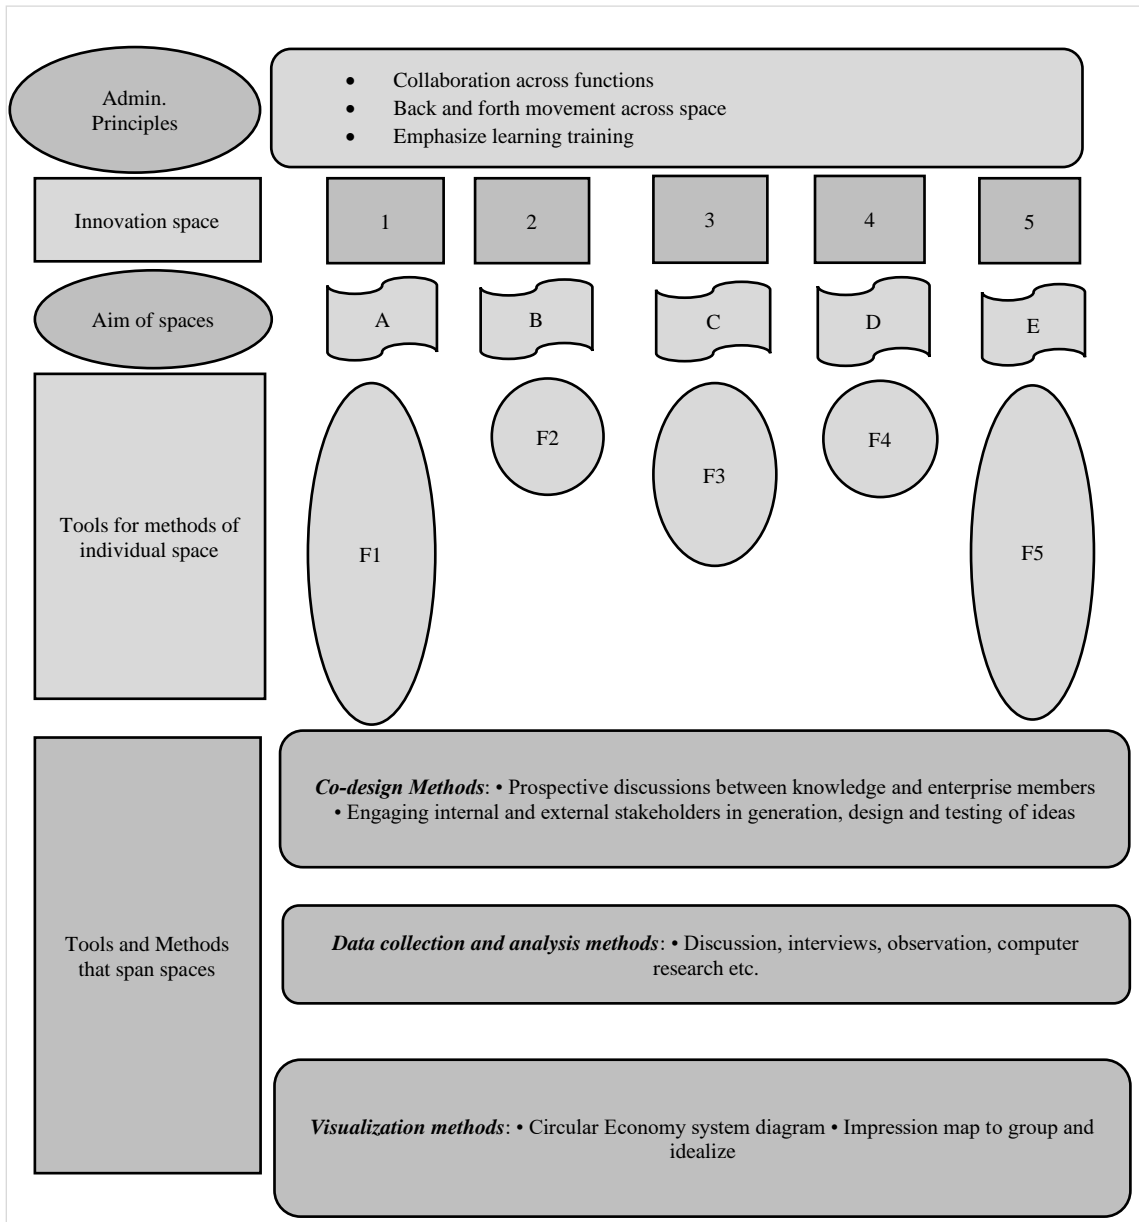 Admin.
Principles
• Collaboration across functions
• Back and forth movement across space
• Emphasize learning training
Innovation space
1
2
3
4
5
Aim of spaces
A
B
C
D
E
Tools for methods of
individual space
F1
F2
F3
F4
F5
Tools and Methods
that span spaces
Co-design Methods: • Prospective discussions between knowledge and enterprise members
• Engaging internal and external stakeholders in generation, design and testing of ideas
Data collection and analysis methods: • Discussion, interviews, observation, computer
research etc.
Visualization methods: • Circular Economy system diagram • Impression map to group and
idealize